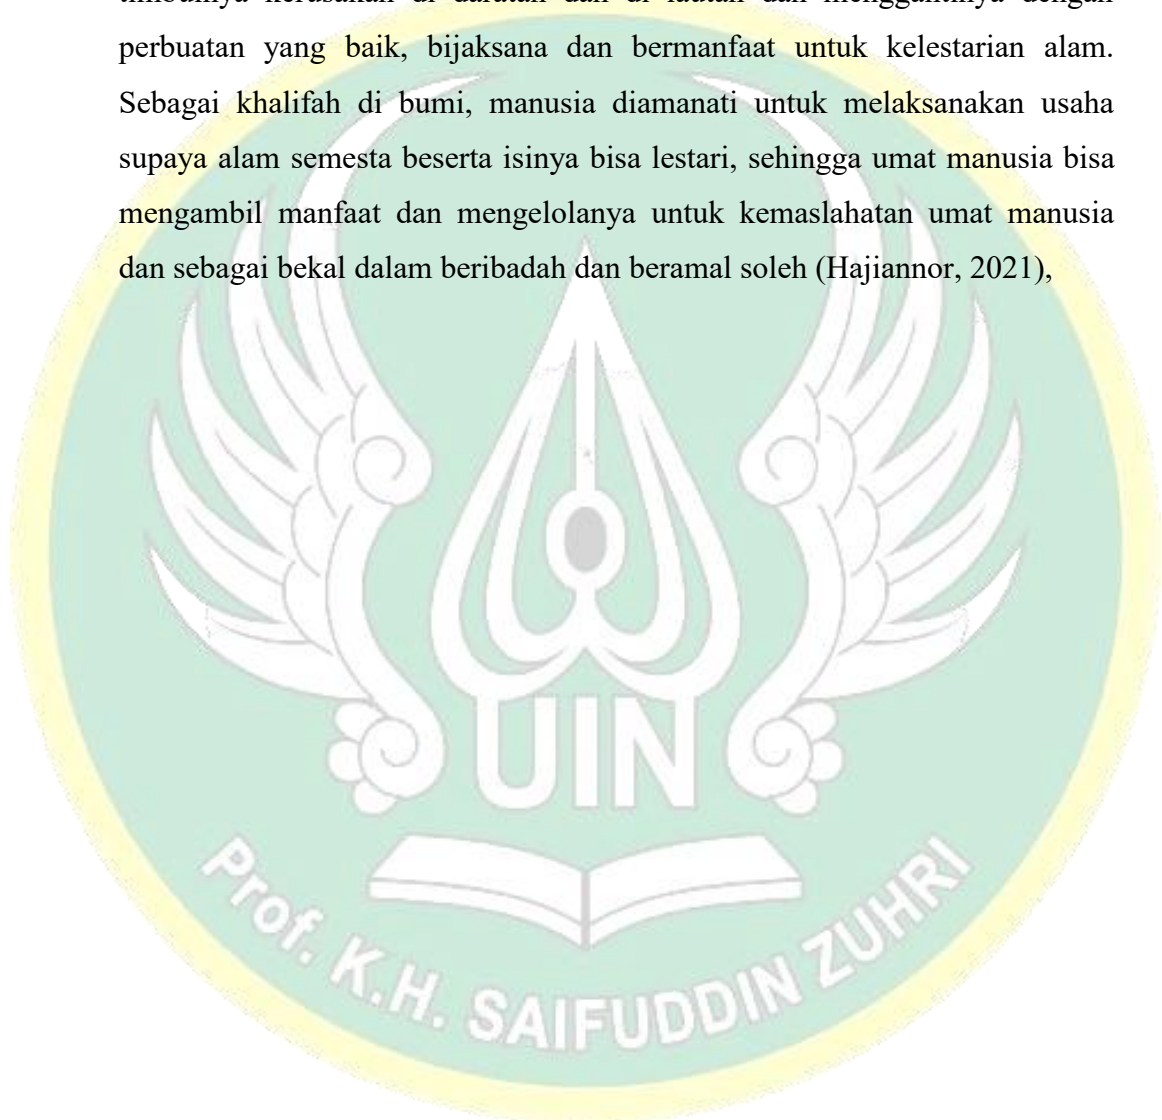 perbuatan yang baik, bijaksana dan bermanfaat untuk kelestarian alam.
Sebagai khalifah di bumi, manusia diamanati untuk melaksanakan usaha
supaya alam semesta beserta isinya bisa lestari, sehingga umat manusia bisa
mengambil manfaat dan mengelolanya untuk kemaslahatan umat manusia
dan sebagai bekal dalam beribadah dan beramal soleh (Hajiannor, 2021),
UIN
Prof. K.H. SAIFUDDIN ZUHRI